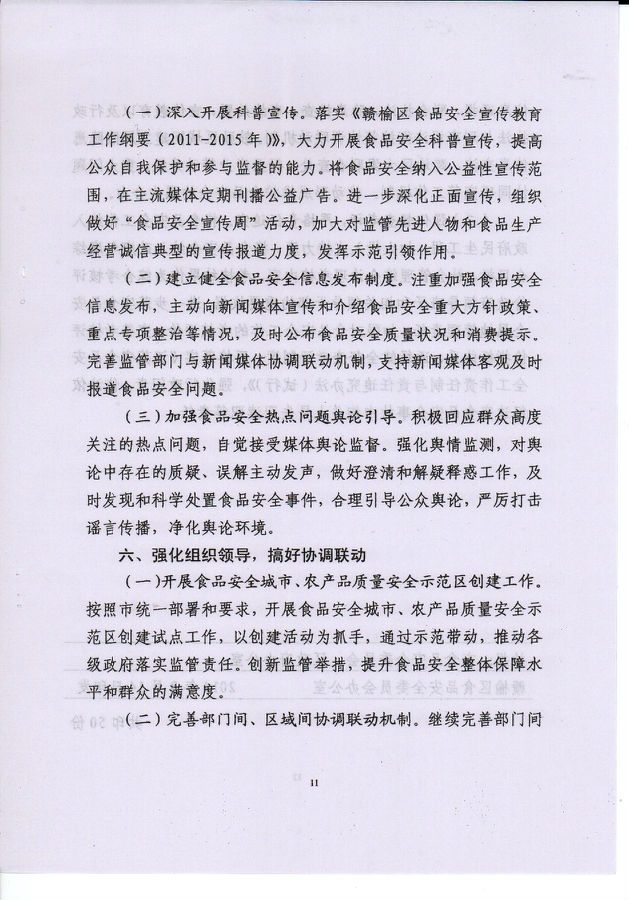 (一)深入开展科普宣传。落实《赣榆区食品安全宣传教育
工作纲要(2011-2015年)》,大力开展食品安全科普宣传,提高
公众自我保护和参与监督的能力。将食品安全纳入公益性宣传范
围,在主流媒体定期刊播公益广告。进一步深化正面宣传,组织
做好“食品安全宣传周”活动,加大对监管先进人物和食品生产
经营诚信典型的宣传报道力度,发挥示范引领作用。
(二)建立健全食品安全信息发布制度。注重加强食品安全
信息发布,主动向新闻媒体宣传和介绍食品安全重大方针政策、
重点专项整治等情况,及时公布食品安全质量状况和消费提示。
完善监管部门与新闻媒体协调联动机制,支持新闻媒体客观及时
报道食品安全问题。
(三)加强食品安全热点问题舆论引导。积极回应群众高度
关注的热点问题,自觉接受媒体舆论监督。强化舆情监测,对舆
论中存在的质疑、误解主动发声,做好澄清和解疑释惑工作,及
时发现和科学处置食品安全事件,合理引导公众舆论,严厉打击
谣言传播,净化舆论环境。
六、强化组织领导,搞好协调联动
(一)开展食品安全城市、农产品质量安全示范区创建工作。
按照市统一部署和要求,开展食品安全城市、农产品质量安全示
范区创建试点工作,以创建活动为抓手,通过示范带动,推动各
级政府落实监管责任。创新监管举措,提升食品安全整体保障水
平和群众的满意度。
(二)完善部门间、区域间协调联动机制。继续完善部门间
11